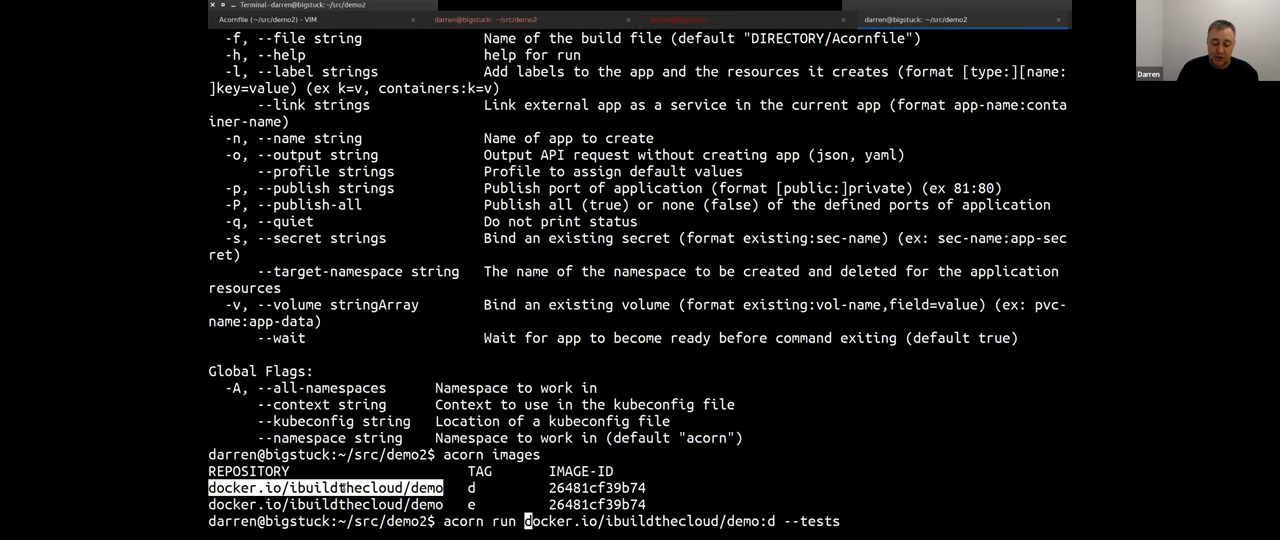 Terminal - darren@bigstuck: ~/src/demo2
Acornfile (~/src/demo2) - VIM
darren@bigstuck: ~/src/demo2
darren@bigstuck: ~/src/demo2
-f, --file string Name of the build file (default "DIRECTORY/Acornfile")
-h, --help help for run
-l, --label strings Add labels to the app and the resources it creates (format [type:][name:
]key=value) (ex k=v, containers:k=v)
--link strings Link external app as a service in the current app (format app-name:conta
iner-name)
-n, --name string Name of app to create
-o, --output string Output API request without creating app (json, yaml)
--profile strings Profile to assign default values
-p, --publish strings Publish port of application (format [public:]private) (ex 81:80)
-P, --publish-all Publish all (true) or none (false) of the defined ports of application
-q, --quiet Do not print status
-s, --secret strings Bind an existing secret (format existing:sec-name) (ex: sec-name:app-sec
ret)
--target-namespace string The name of the namespace to be created and deleted for the application
resources
-v, --volume stringArray Bind an existing volume (format existing:vol-name,field=value) (ex: pvc-
name:app-data)
--wait Wait for app to become ready before command exiting (default true)
Global Flags:
-A, --all-namespaces Namespace to work in
--context string Context to use in the kubeconfig file
--kubeconfig string Location of a kubeconfig file
--namespace string Namespace to work in (default "acorn")
darren@bigstuck:~/src/demo2$ acorn images
REPOSITORY TAG IMAGE-ID
docker.io/ibuildthecloud/demo d 26481cf39b74
docker.io/ibuildthecloud/demo e 26481cf39b74
darren@bigstuck:~/src/demo2$ acorn run docker.io/ibuildthecloud/demo:d --tests
Darren